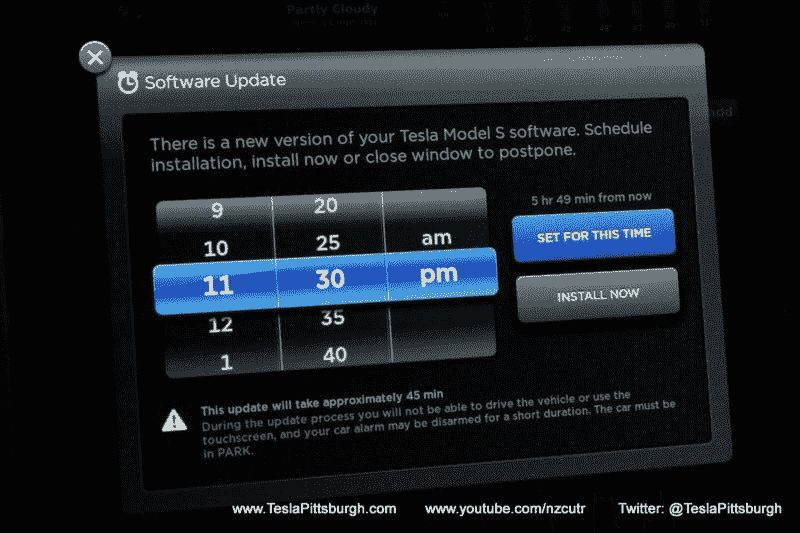 Partly Cloudy
Software Update
There is a new version of your Tesla Model S software. Schedule
installation, install now or close window to postpone.
9 20
10 25 am
11 30 pm
12 35
1 40
5 hr 49 min from now
SET FOR THIS TIME
INSTALL NOW
This update will take approximately 45 min
During the update process you will not be able to drive the vehicle or use the
touchscreen, and your car alarm may be disarmed for a short duration. The car must be
in PARK.
www.TeslaPittsburgh.com www.youtube.com/nzcutr Twitter: @TeslaPittsburgh